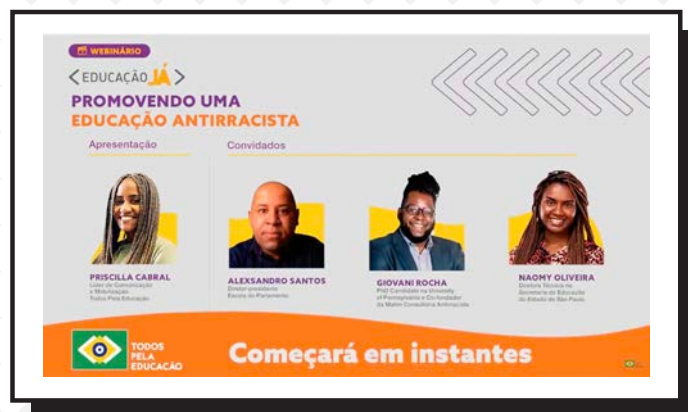 WEBINÁRIO
<EDUCAÇÃO JÁ>
PROMOVENDO UMA
EDUCAÇÃO ANTIRRACISTA
Apresentação
Convidados
PRISCILLA CABRAL
Líder de Comunicação
e Mobilização
Todos Pela Educação
ALEXSANDRO SANTOS
Diretor-presidente
Escola do Parlamento
GIOVANI ROCHA
PhD Candidate na University
of Pennsylvania e Co-fundador
da Mahin Consultoria Antirracista
NAOMY OLIVEIRA
Diretora Técnica na
Secretaria da Educação
do Estado de São Paulo
TODOS
PELA
EDUCAÇÃO
Começará em instantes